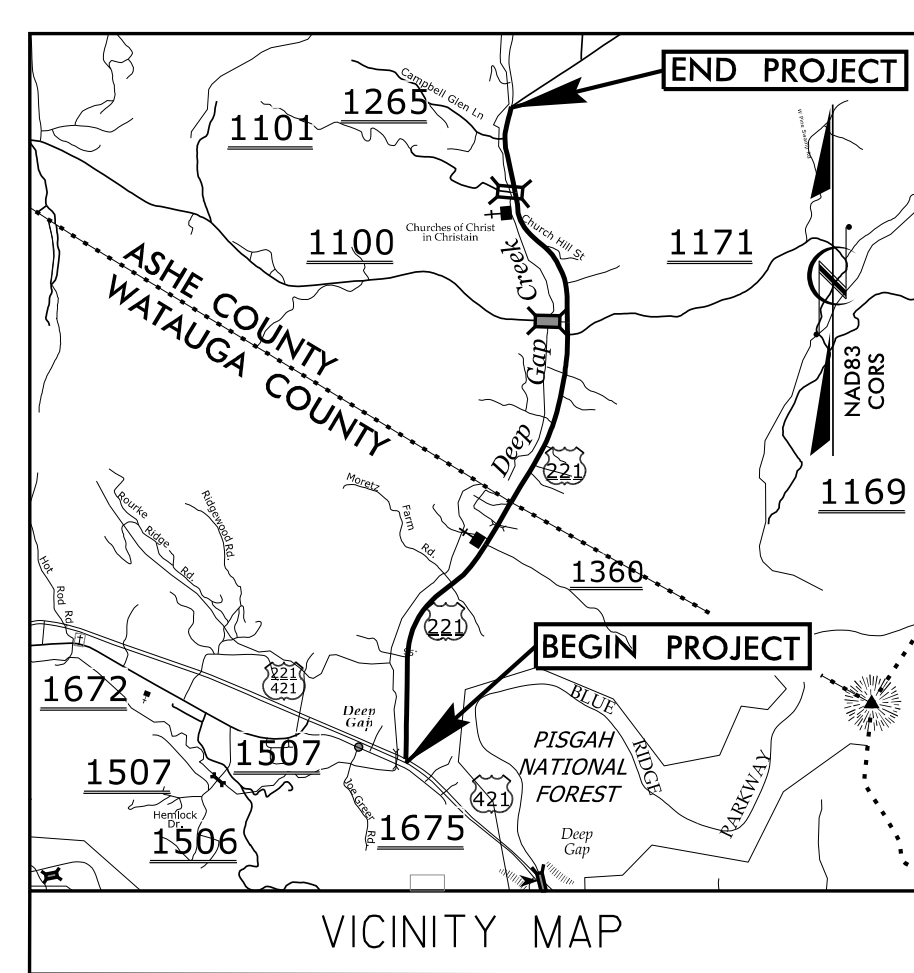 END PROJECT
Campbell Glen Ln
1265
1101
W Pine Swamp Rd
Churches of Christ
in Christain
Church Hill St
1100
1171
ASHE COUNTY
WATAUGA COUNTY
Deep Gap Creek
NAD83
CORS
221
1169
Moretz Farm Rd.
Rourke Ridge Rd.
Ridgewood Rd.
Hot Rod Rd
1360
221
BEGIN PROJECT
221
421
1672
Deep
Gap
BLUE RIDGE PARKWAY
PISGAH
NATIONAL
FOREST
1507
1507
421
Joe Greer Rd.
Hemlock
Dr.
1506
1675
Deep
Gap
VICINITY MAP